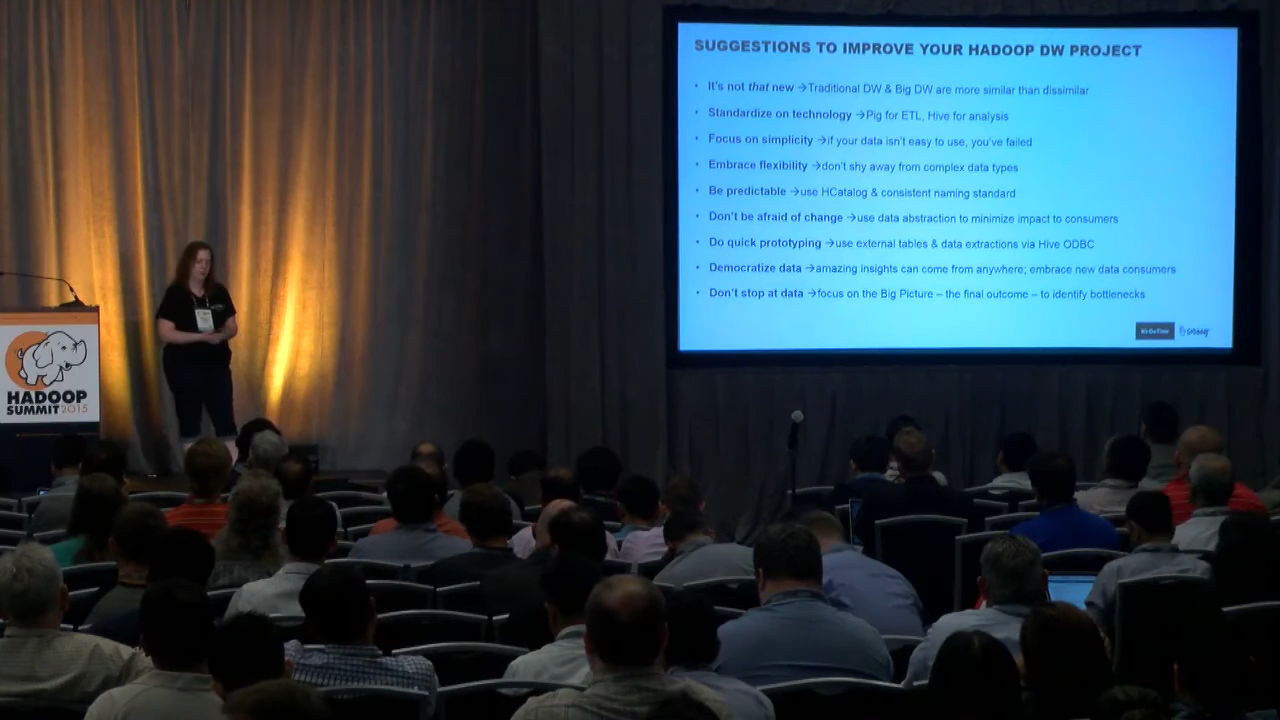 SUGGESTIONS TO IMPROVE YOUR HADOOP DW PROJECT
• It's not that new →Traditional DW & Big DW are more similar than dissimilar
• Standardize on technology →Pig for ETL, Hive for analysis
• Focus on simplicity →if your data isn't easy to use, you've failed
• Embrace flexibility →don't shy away from complex data types
• Be predictable →use HCatalog & consistent naming standard
• Don't be afraid of change →use data abstraction to minimize impact to consumers
• Do quick prototyping →use external tables & data extractions via Hive ODBC
• Democratize data →amazing insights can come from anywhere; embrace new data consumers
• Don't stop at data →focus on the Big Picture – the final outcome – to identify bottlenecks
It's Go Time
HADOOP
SUMMIT 2015